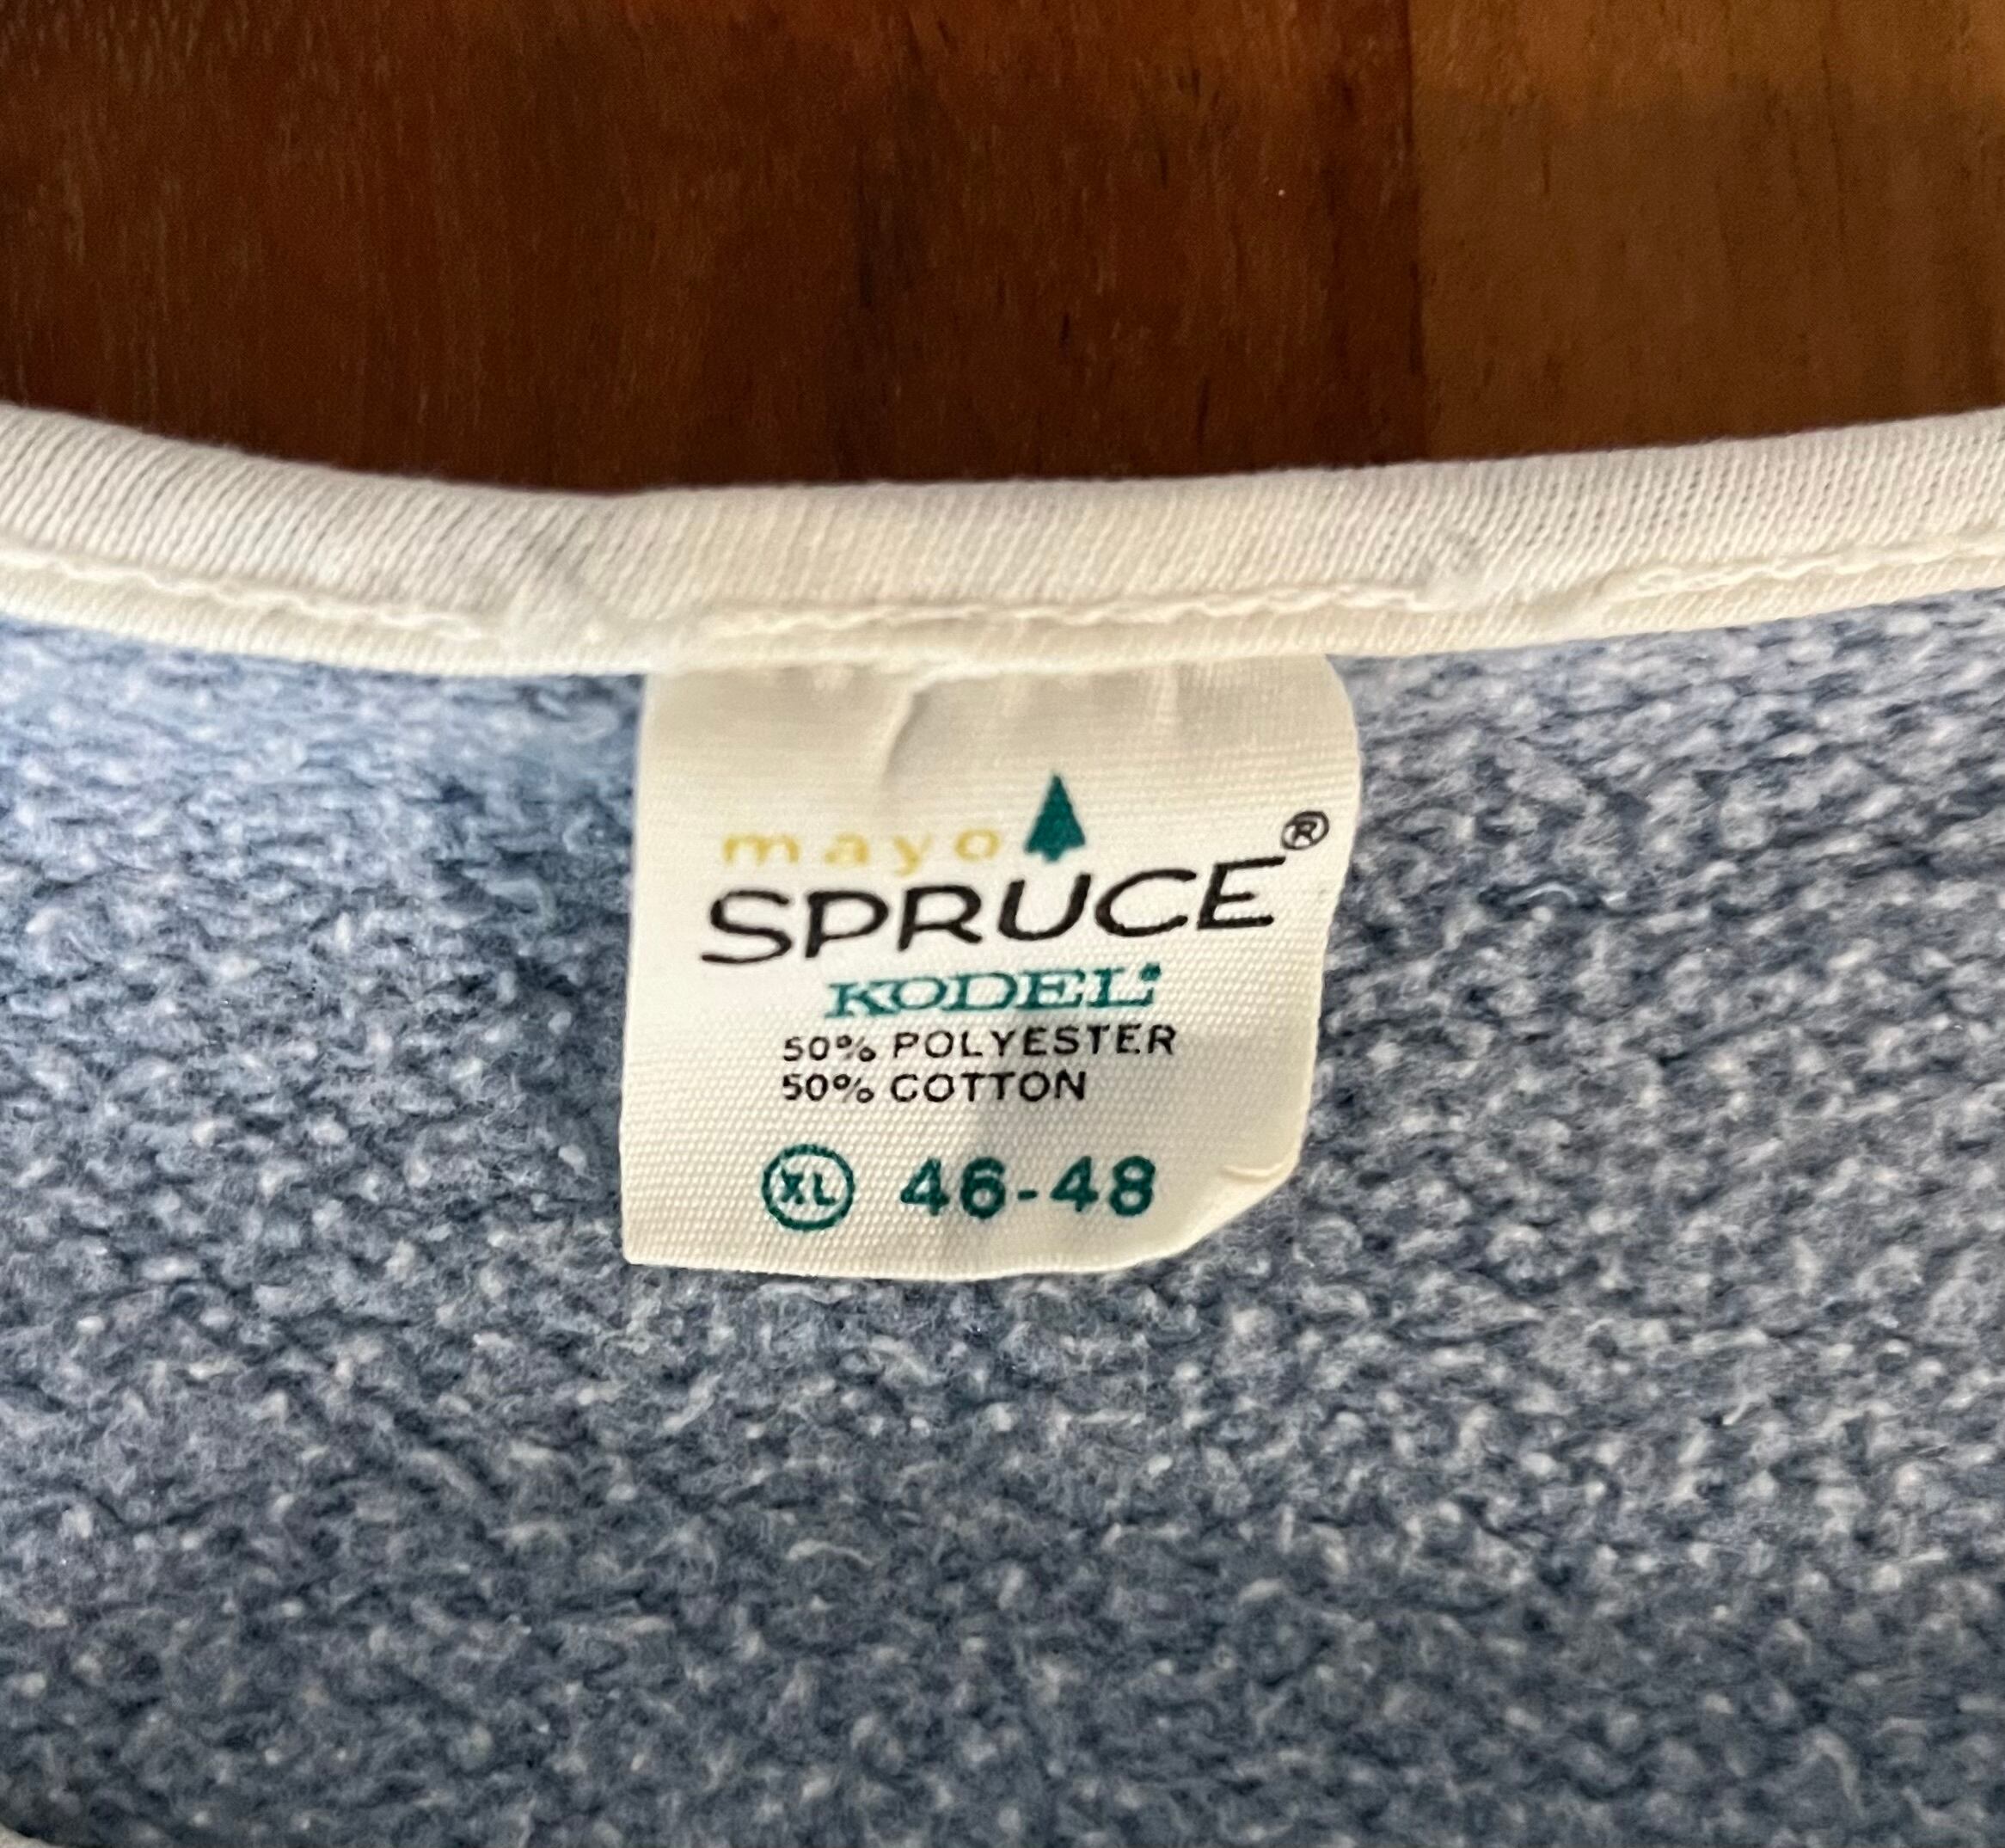 mayo
SPRUCE®
KODEL®
50% POLYESTER
50% COTTON
XL 46-48